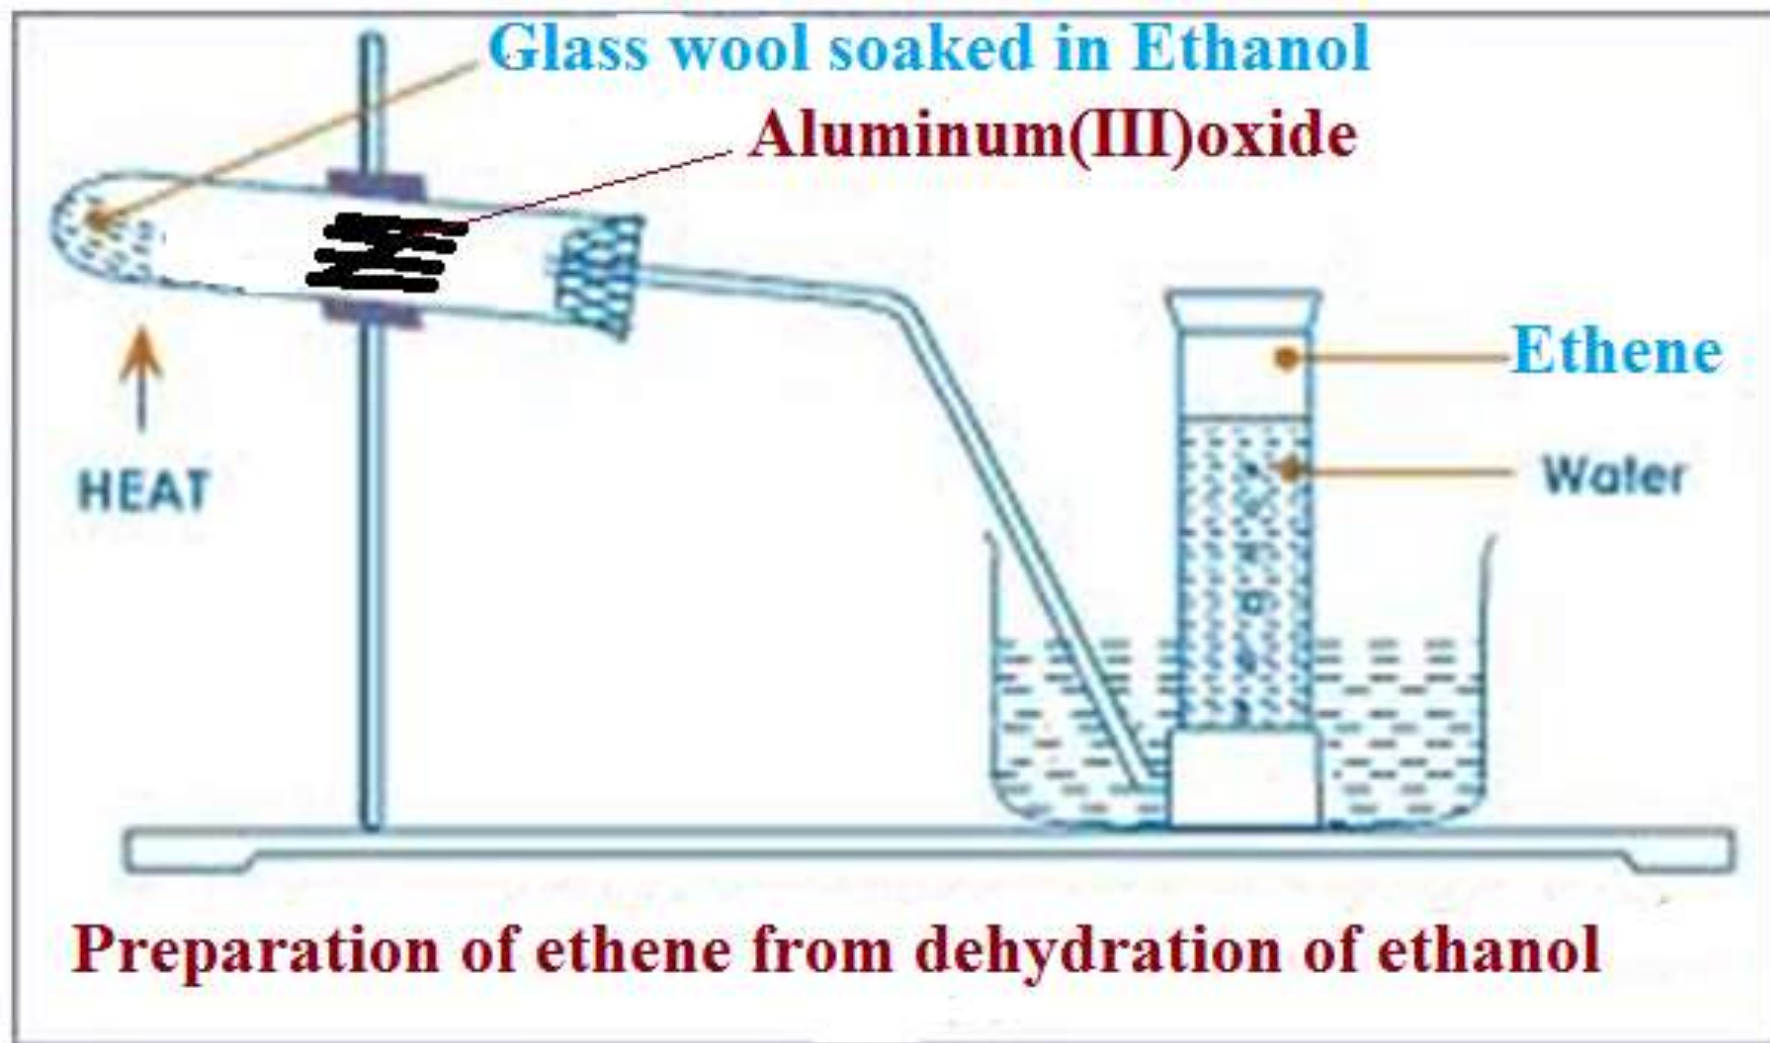 Glass wool soaked in Ethanol
Aluminum(III)oxide
Ethene
HEAT
Water
Preparation of ethene from dehydration of ethanol